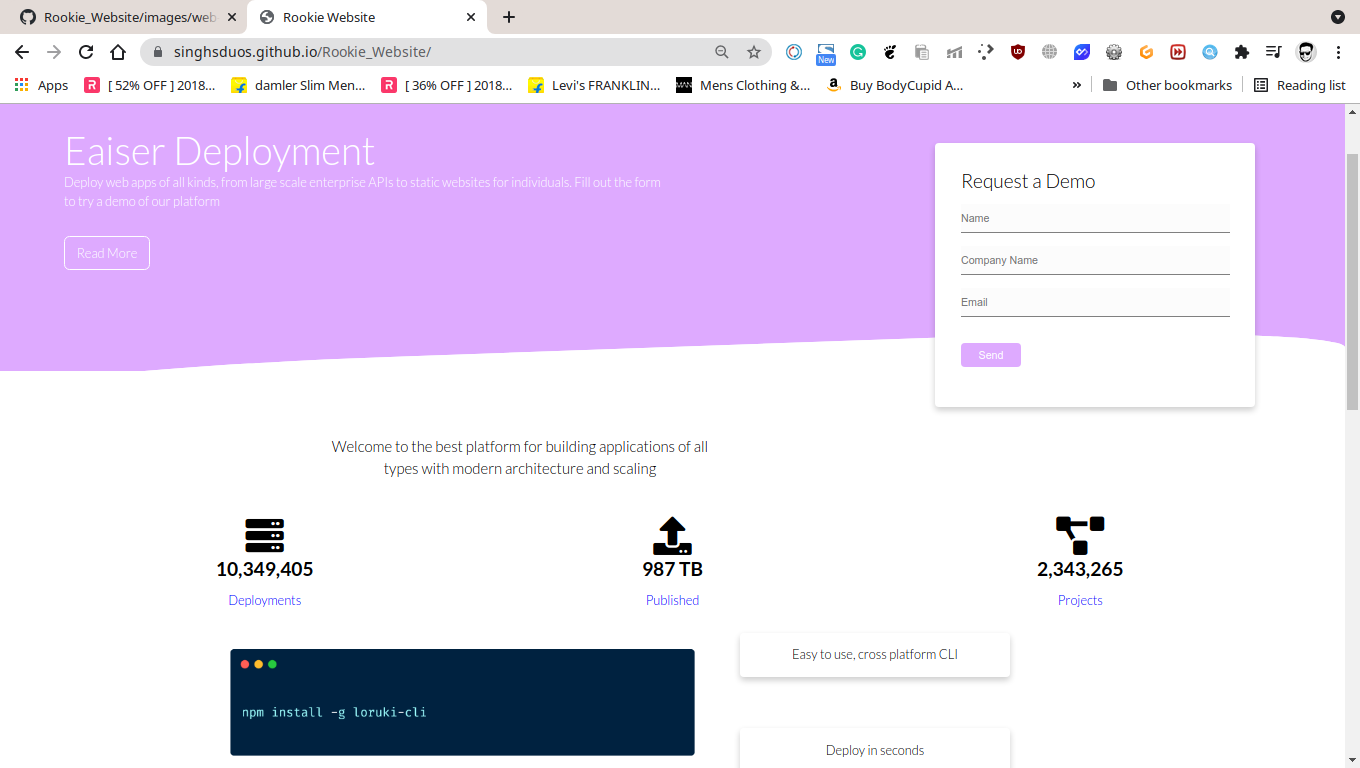 Rookie_Website/images/web
Rookie Website
singhsduos.github.io/Rookie_Website/
New
Apps
[ 52% OFF ] 2018...
damler Slim Men...
[ 36% OFF ] 2018...
Levi's FRANKLIN...
Mens Clothing &...
Buy BodyCupid A...
»
Other bookmarks
Reading list
Eaiser Deployment
Deploy web apps of all kinds, from large scale enterprise APIs to static websites for individuals. Fill out the form
to try a demo of our platform
Read More
Request a Demo
Name
Company Name
Email
Send
Welcome to the best platform for building applications of all
types with modern architecture and scaling
10,349,405
987 TB
2,343,265
Deployments
Published
Projects
npm install -g loruki-cli
Easy to use, cross platform CLI
Deploy in seconds